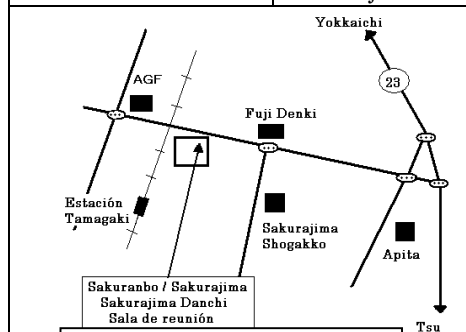 Yokkaichi
23
AGF
Fuji Denki
Estación
Tamagaki
Sakurajima
Shogakko
Apita
Sakuranbo / Sakurajima
Sakurajima Danchi
Sala de reunión
Tsu